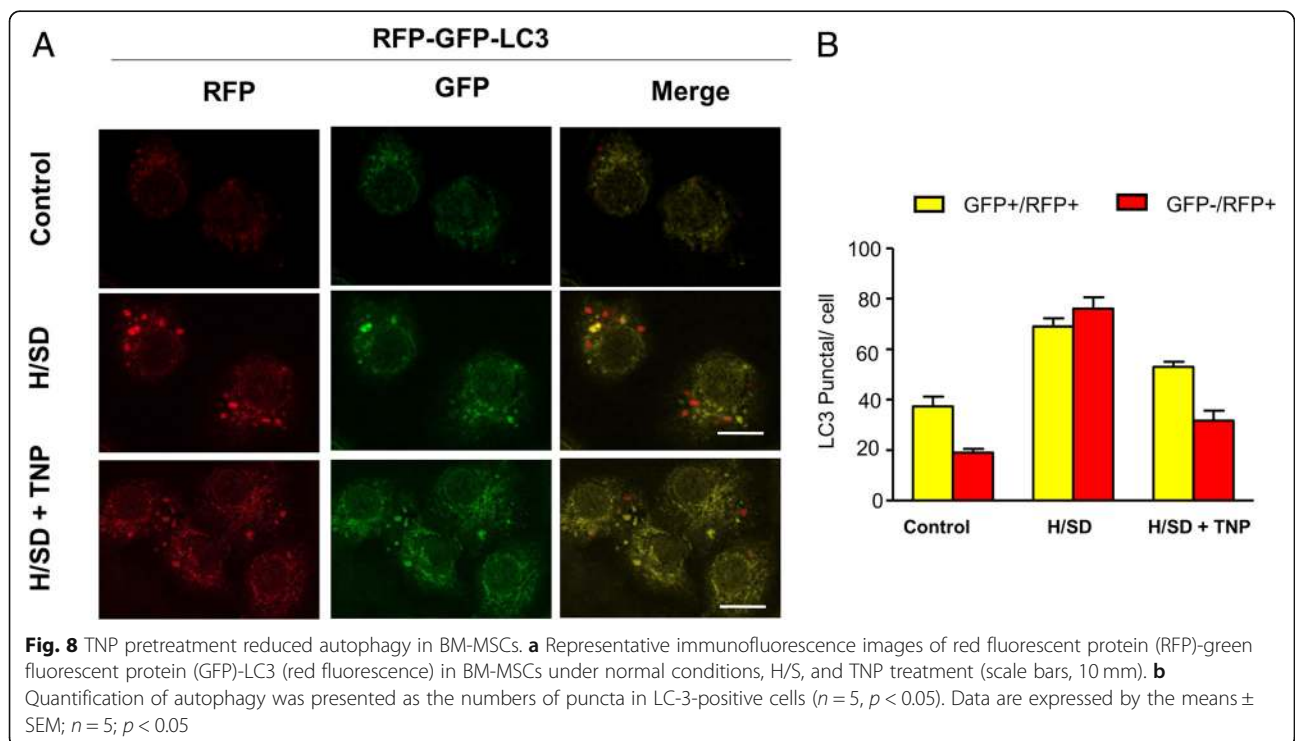 A
RFP-GFP-LC3
RFP GFP Merge
Control
H/SD
H/SD + TNP
B
GFP+/RFP+ GFP-/RFP+
LC3 Punctal/ cell
100
80
60
40
20
0
Control H/SD H/SD + TNP
Fig. 8 TNP pretreatment reduced autophagy in BM-MSCs. a Representative immunofluorescence images of red fluorescent protein (RFP)-green
fluorescent protein (GFP)-LC3 (red fluorescence) in BM-MSCs under normal conditions, H/S, and TNP treatment (scale bars, 10 mm). b
Quantification of autophagy was presented as the numbers of puncta in LC-3-positive cells (n = 5, p < 0.05). Data are expressed by the means ±
SEM; n = 5; p < 0.05